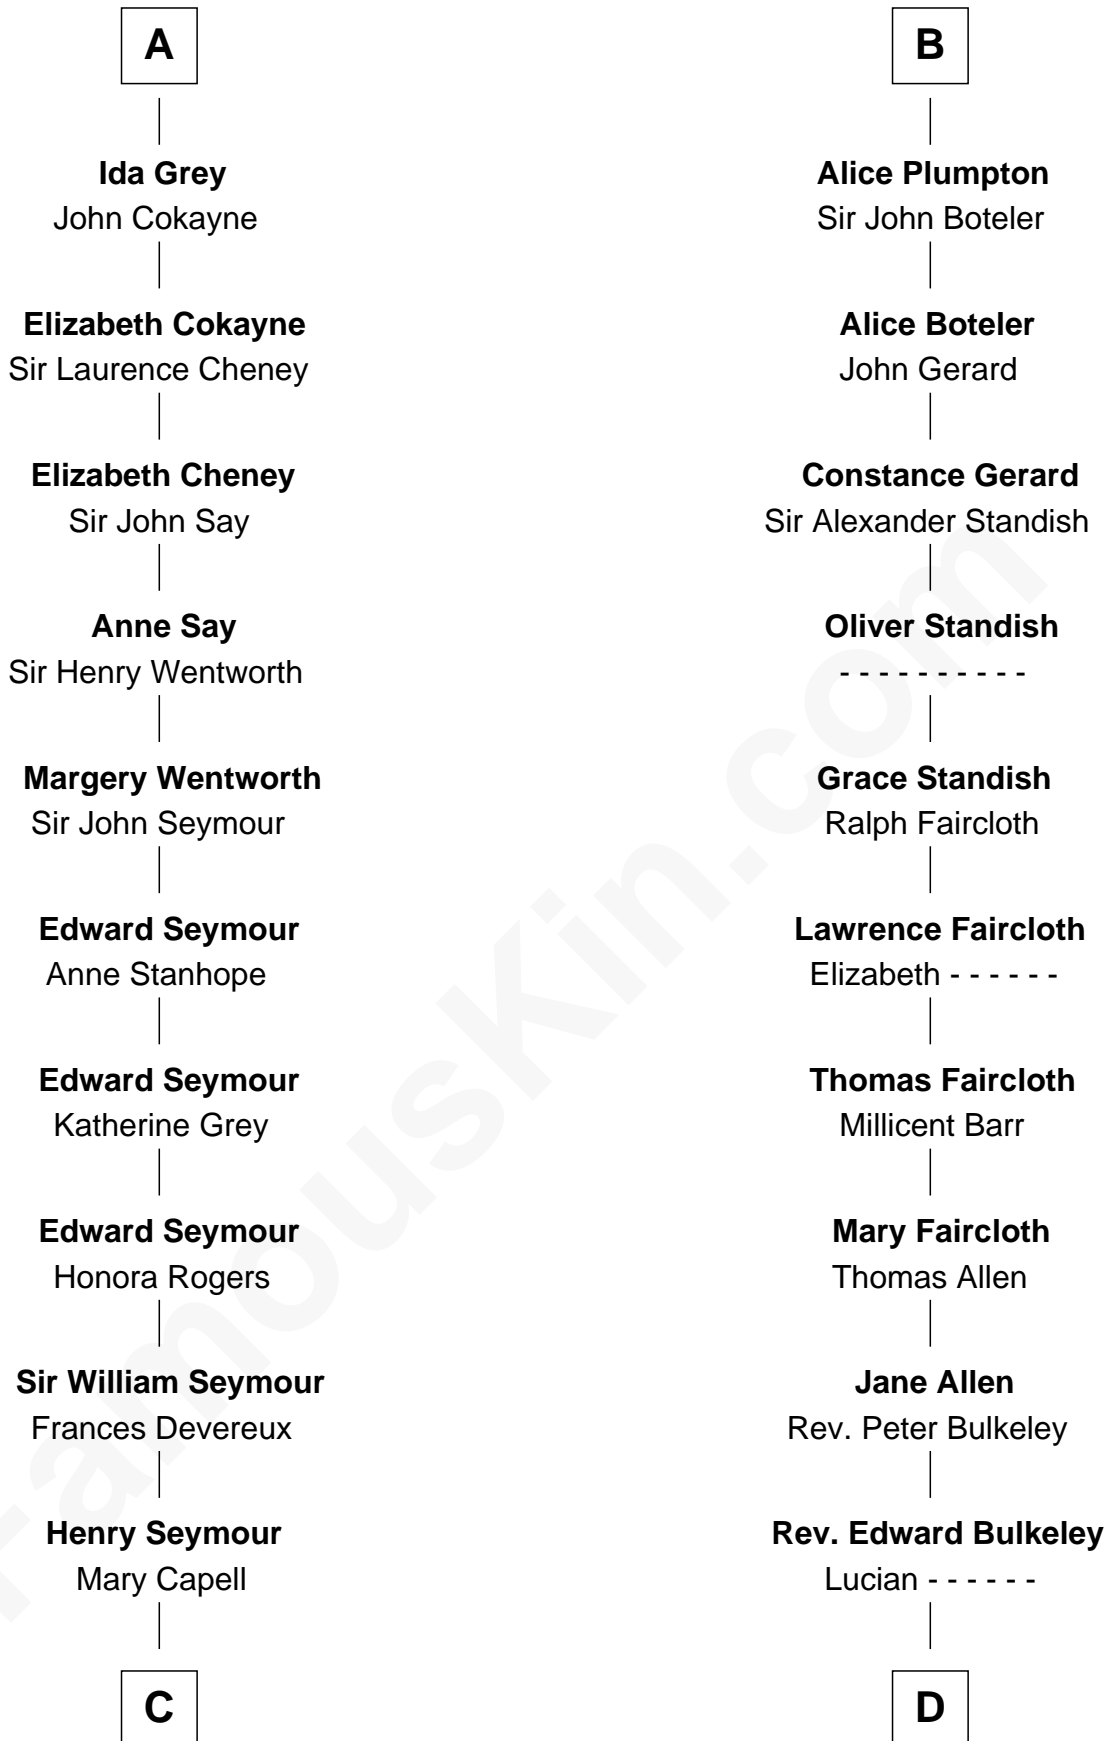 A
Ida Grey
John Cokayne
Elizabeth Cokayne
Sir Laurence Cheney
Elizabeth Cheney
Sir John Say
Anne Say
Sir Henry Wentworth
Margery Wentworth
Sir John Seymour
Edward Seymour
Anne Stanhope
Edward Seymour
Katherine Grey
Edward Seymour
Honora Rogers
Sir William Seymour
Frances Devereux
Henry Seymour
Mary Capell
C
B
Alice Plumpton
Sir John Boteler
Alice Boteler
John Gerard
Constance Gerard
Sir Alexander Standish
Oliver Standish
- - - - - - - - - -
Grace Standish
Ralph Faircloth
Lawrence Faircloth
Elizabeth - - - - - -
Thomas Faircloth
Millicent Barr
Mary Faircloth
Thomas Allen
Jane Allen
Rev. Peter Bulkeley
Rev. Edward Bulkeley
Lucian - - - - - -
D
FamousKin.com